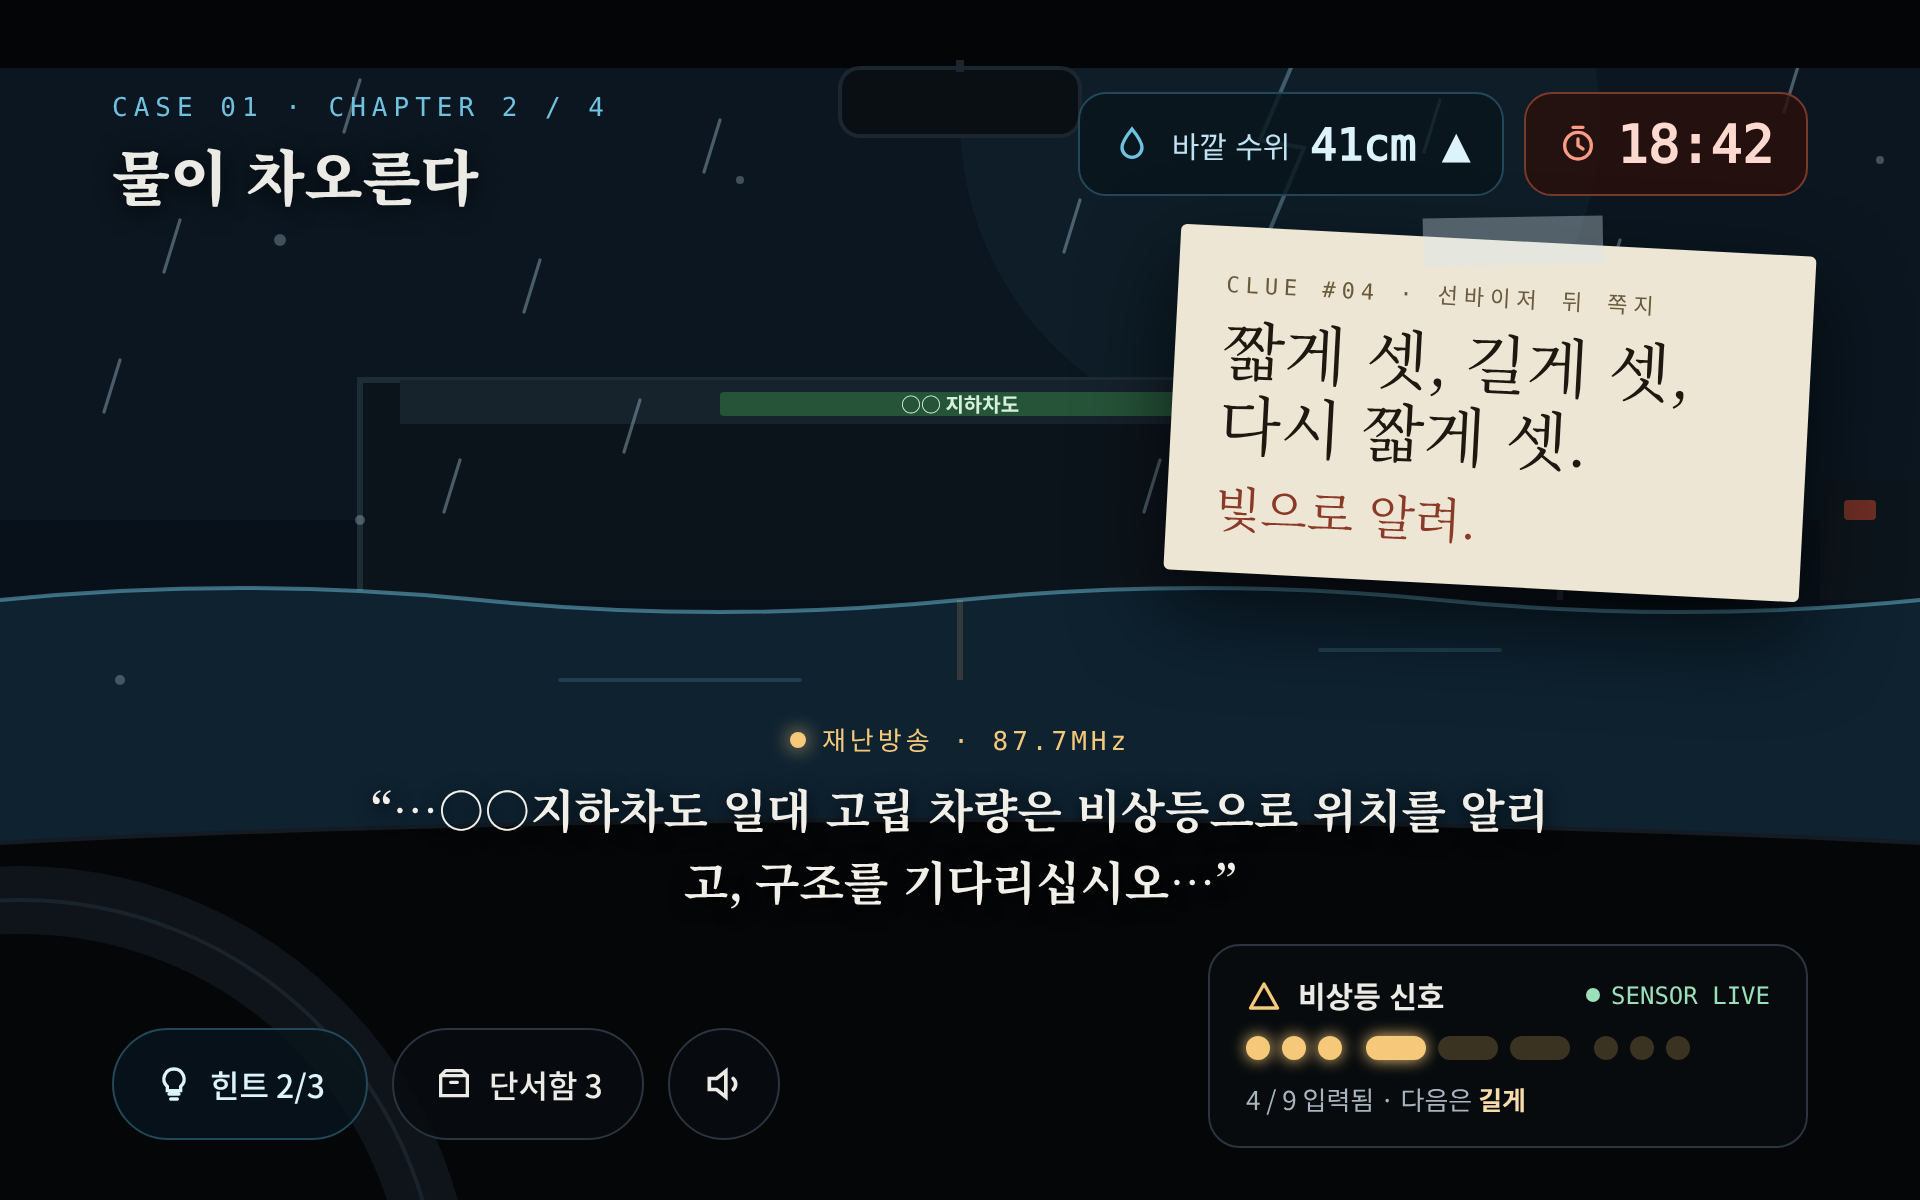 CASE 01 · CHAPTER 2 / 4
물이 차오른다
바깥 수위 41cm ▲
18:42
CLUE #04 · 선바이저 뒤 쪽지
짧게 셋, 길게 셋,
다시 짧게 셋.
빛으로 알려.
○○ 지하차도
재난방송 · 87.7MHz
“…○○지하차도 일대 고립 차량은 비상등으로 위치를 알리
고, 구조를 기다리십시오…”
비상등 신호
SENSOR LIVE
4 / 9 입력됨 · 다음은 길게
힌트 2/3
단서함 3